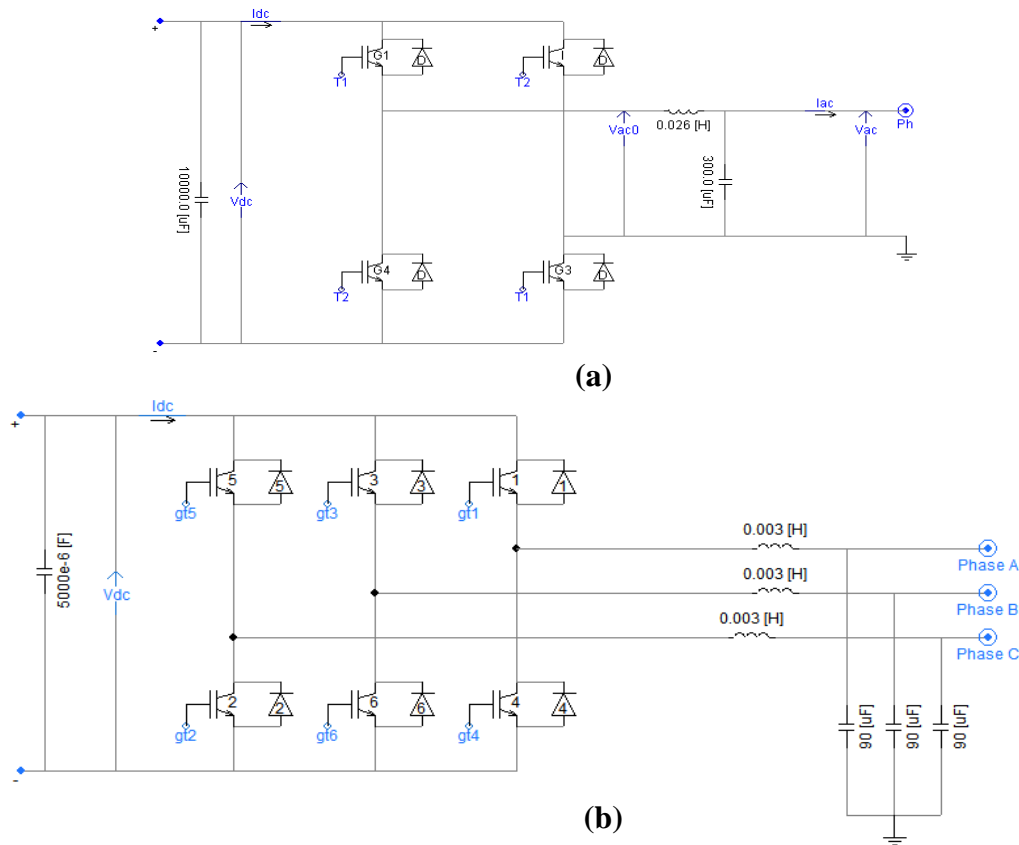 Idc
+
G1
D
T1
I
D
T2
Iac
Ph
Vac0
0.026 [H]
Vac
10000.0 [uF]
Vdc
300.0 [uF]
G4
D
T2
G3
D
T1
-
(a)
Idc
+
5
5
gt5
3
3
gt3
1
1
gt1
5000e-6 [F]
Vdc
0.003 [H]
Phase A
0.003 [H]
Phase B
0.003 [H]
Phase C
2
2
gt2
6
6
gt6
4
4
gt4
90 [uF]
90 [uF]
90 [uF]
-
(b)